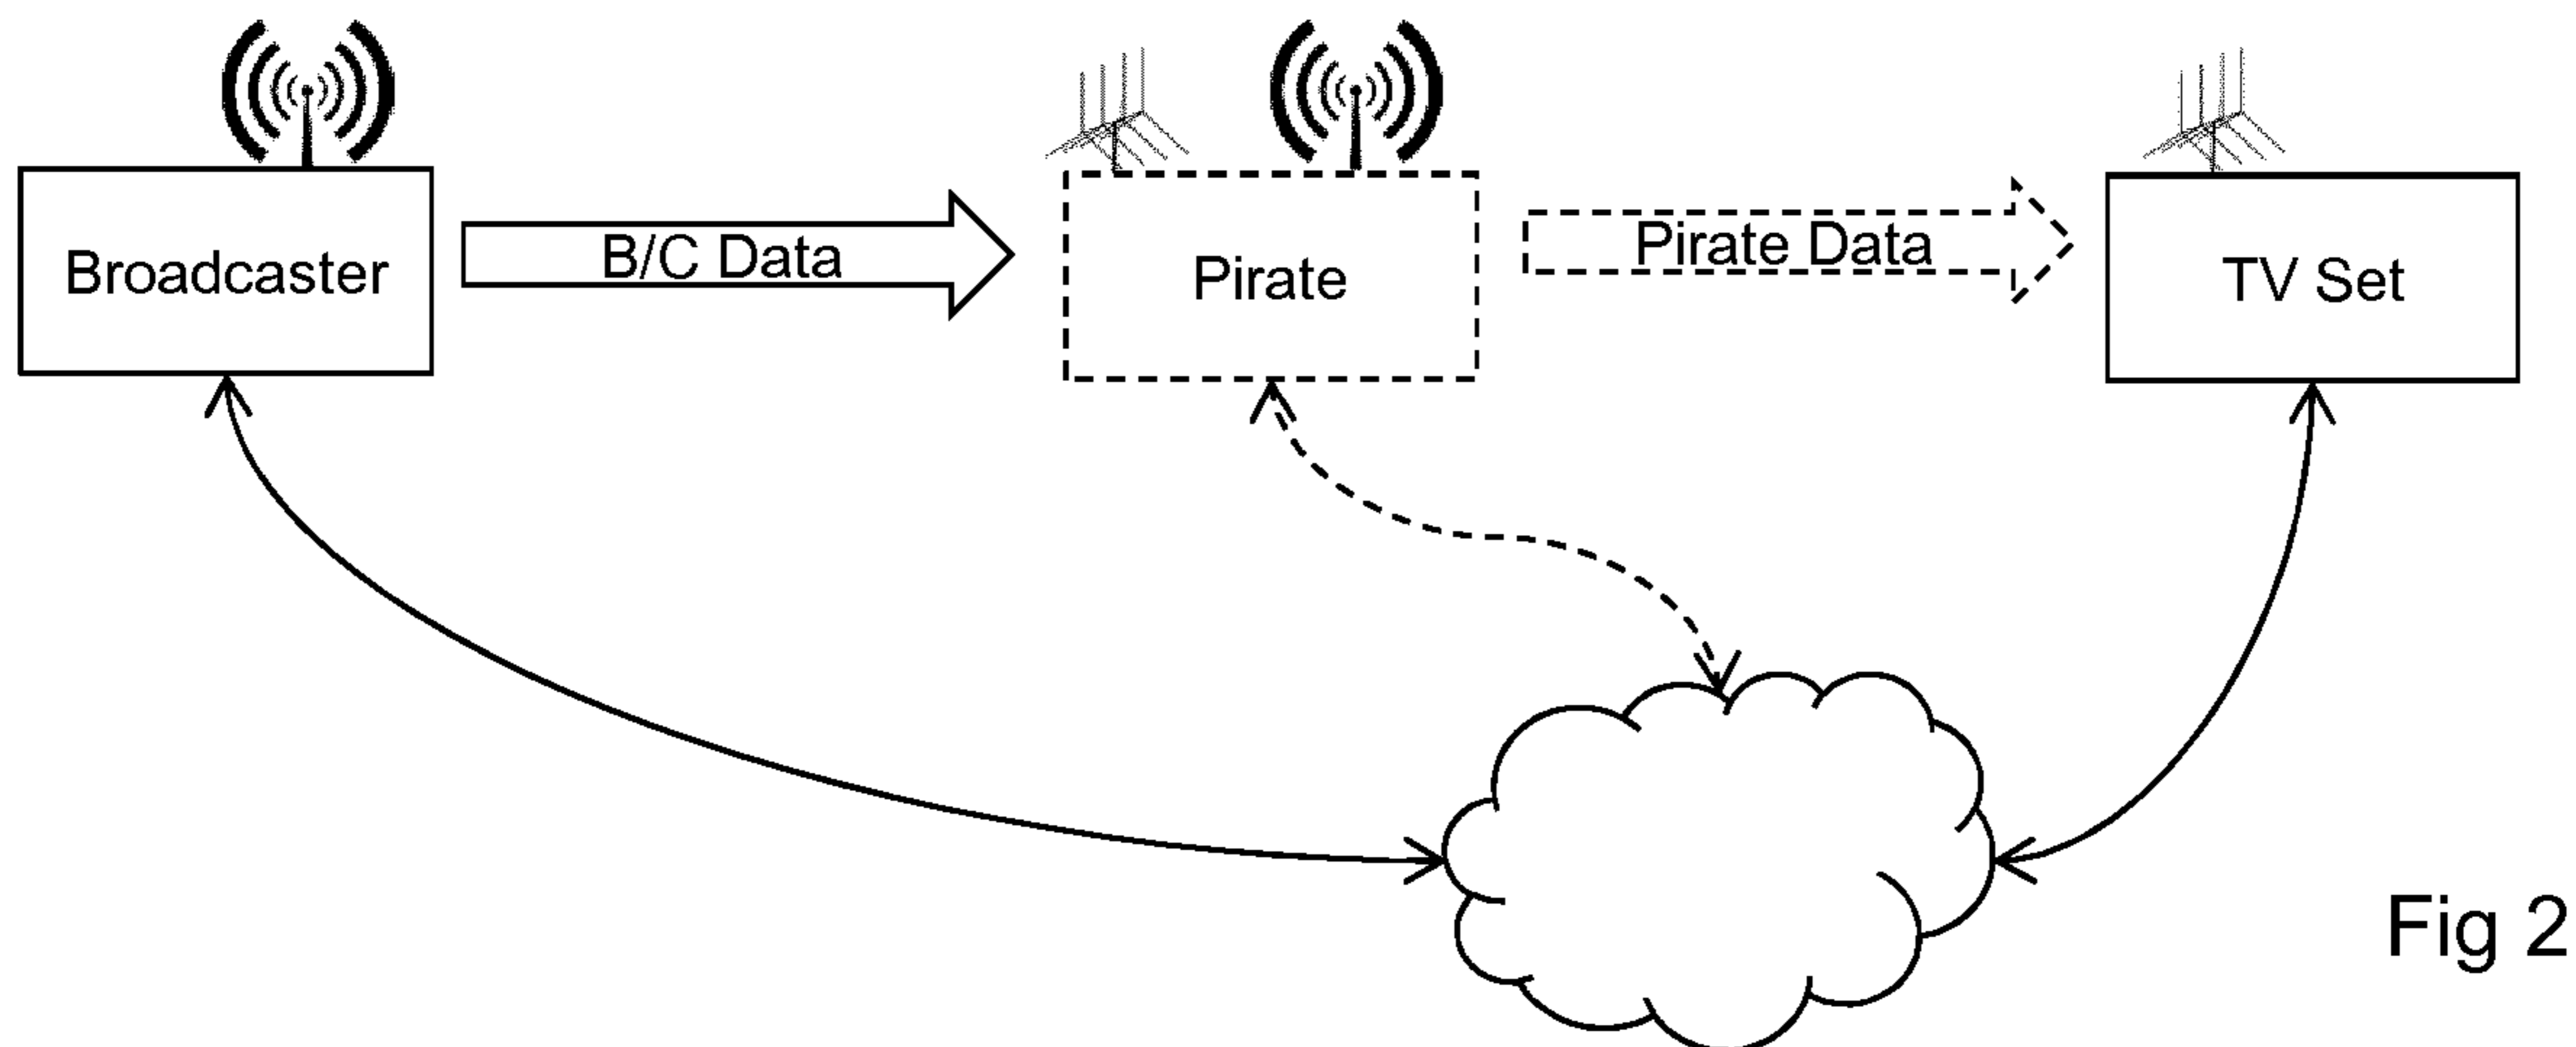 Broadcaster
B/C Data
Pirate
Pirate Data
TV Set
Fig 2